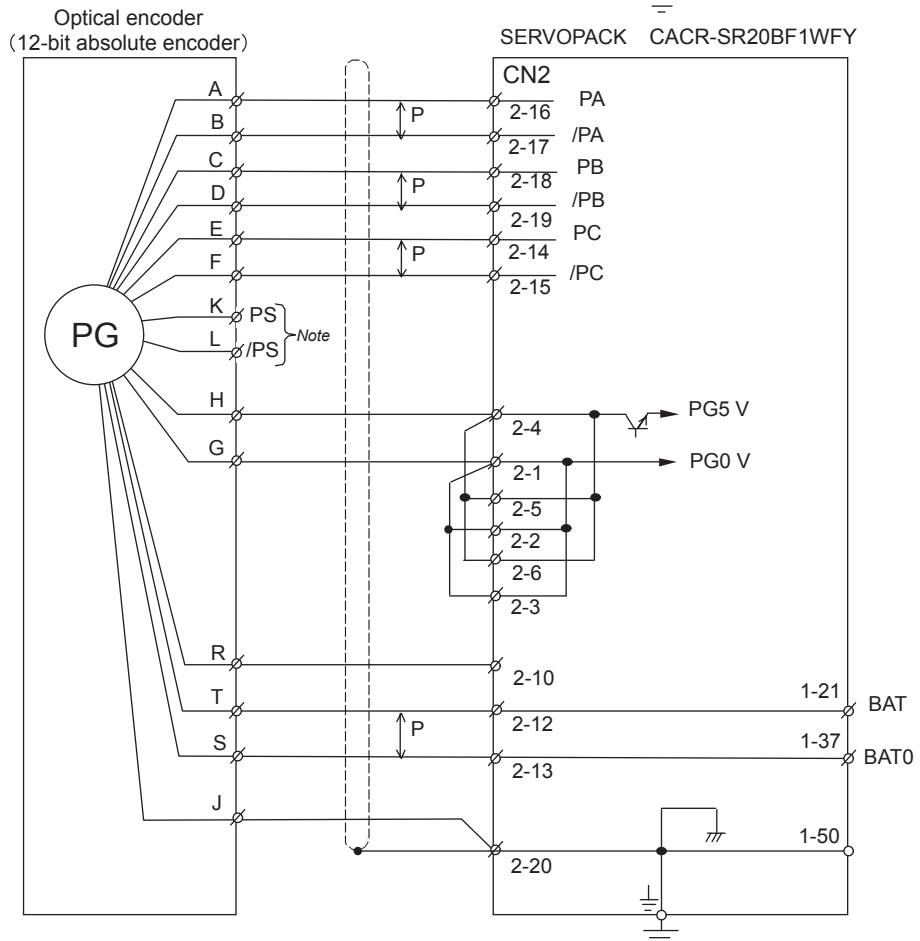 Optical encoder
（12-bit absolute encoder）
SERVOPACK CACR-SR20BF1WFY
CN2
A
P
2-16
PA
B
2-17
/PA
C
P
2-18
PB
D
2-19
/PB
E
P
2-14
PC
F
2-15
/PC
PG
K
PS
Note
L
/PS
H
2-4
PG5 V
G
2-1
PG0 V
2-5
2-2
2-6
2-3
R
2-10
T
P
2-12
1-21
BAT
S
2-13
1-37
BAT0
J
2-20
1-50